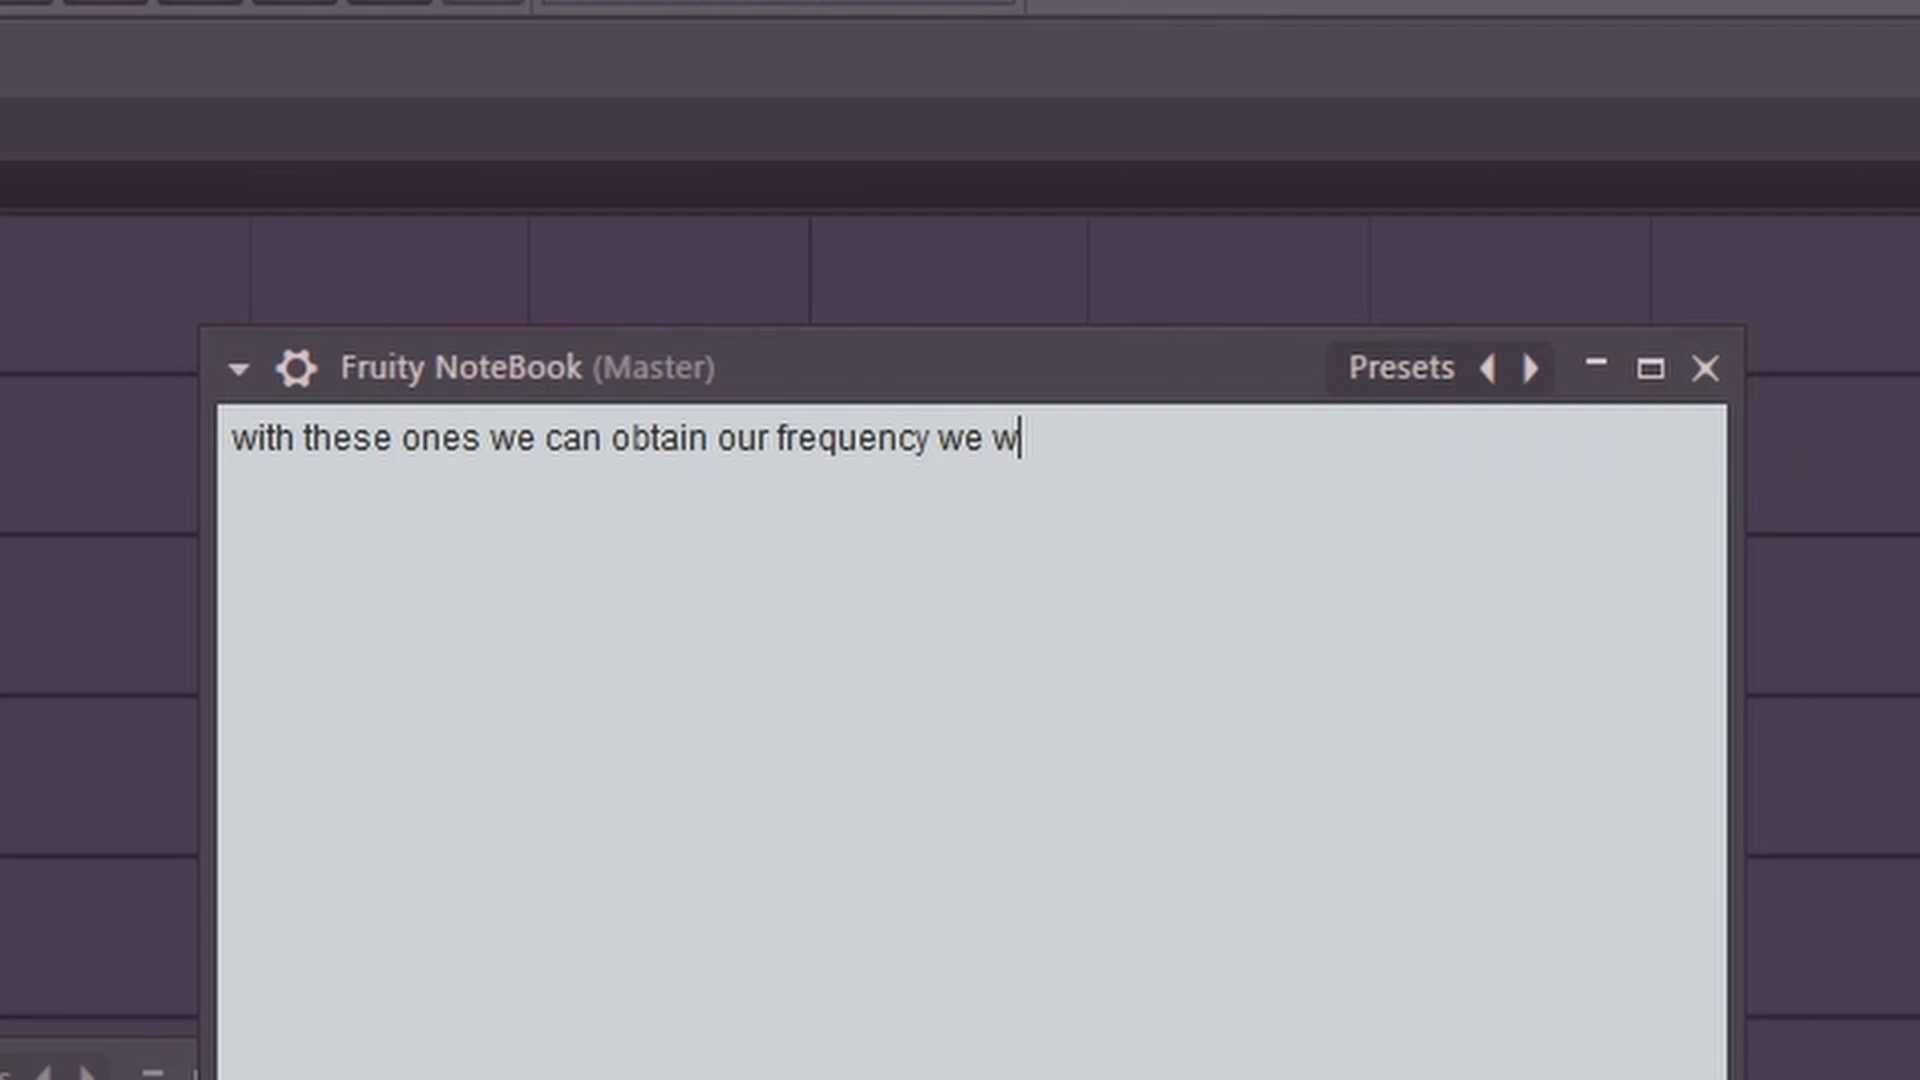 Fruity NoteBook (Master) Presets
with these ones we can obtain our frequency we w